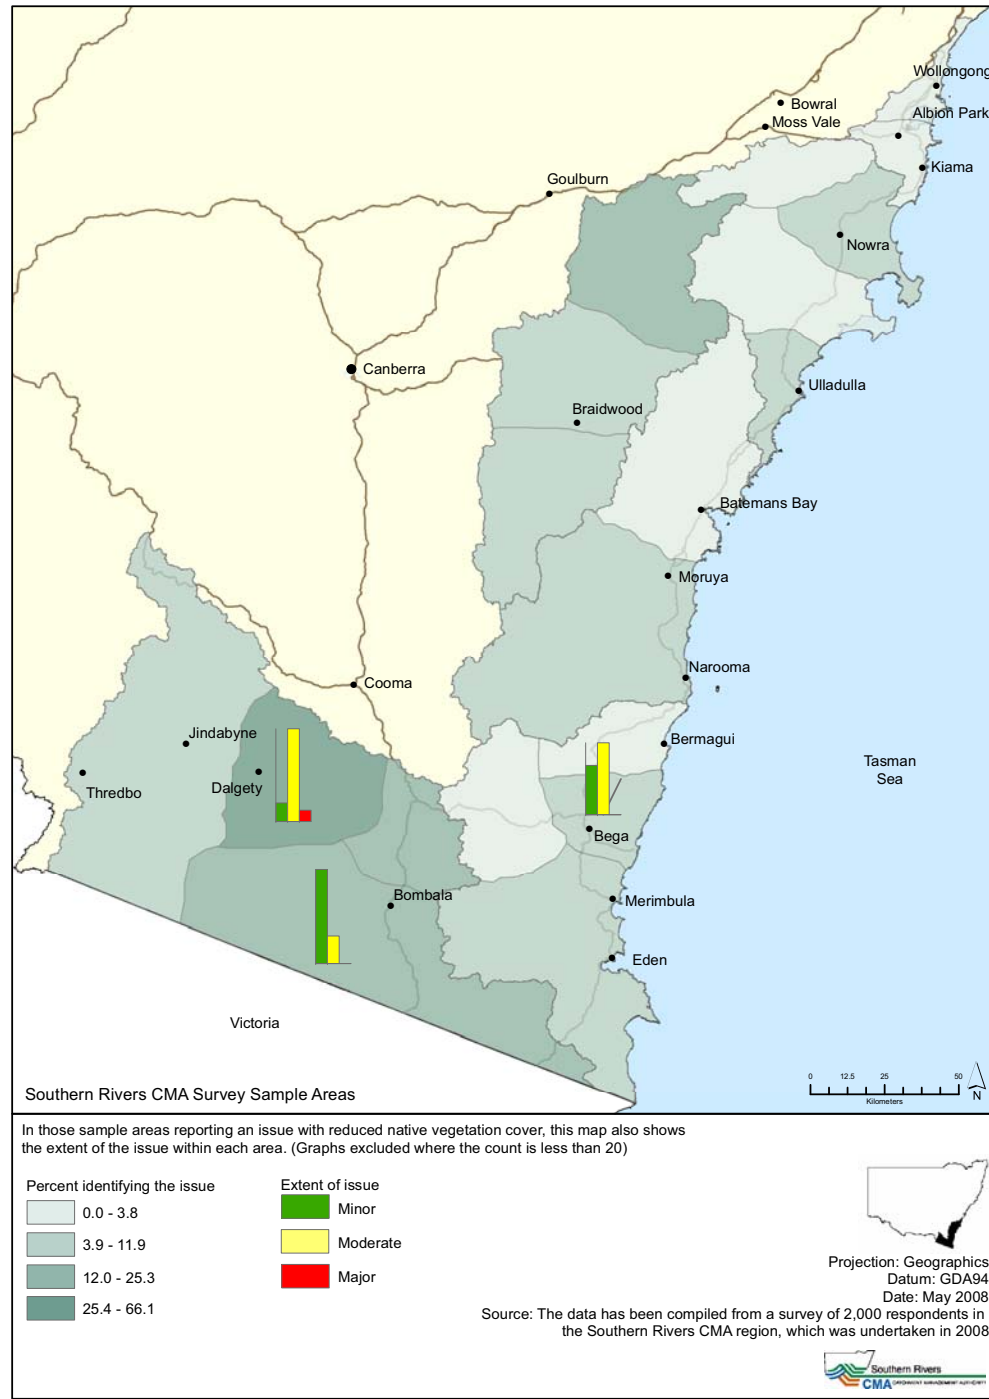 Wollongong
Bowral
Albion Park
Moss Vale
Kiama
Goulburn
Nowra
Canberra
Ulladulla
Braidwood
Batemans Bay
Moruya
Narooma
Cooma
Jindabyne
Bermagui
Tasman
Sea
Dalgety
Thredbo
Bega
Bombala
Merimbula
Eden
Victoria
0 12.5 25 50
Kilometers
N
Southern Rivers CMA Survey Sample Areas
In those sample areas reporting an issue with reduced native vegetation cover, this map also shows
the extent of the issue within each area. (Graphs excluded where the count is less than 20)
Percent identifying the issue
0.0 - 3.8
3.9 - 11.9
12.0 - 25.3
25.4 - 66.1
Extent of issue
Minor
Moderate
Major
Projection: Geographics
Datum: GDA94
Date: May 2008
Source: The data has been compiled from a survey of 2,000 respondents in
the Southern Rivers CMA region, which was undertaken in 2008
Southern Rivers
CMA CATCHMENT MANAGEMENT AUTHORITY